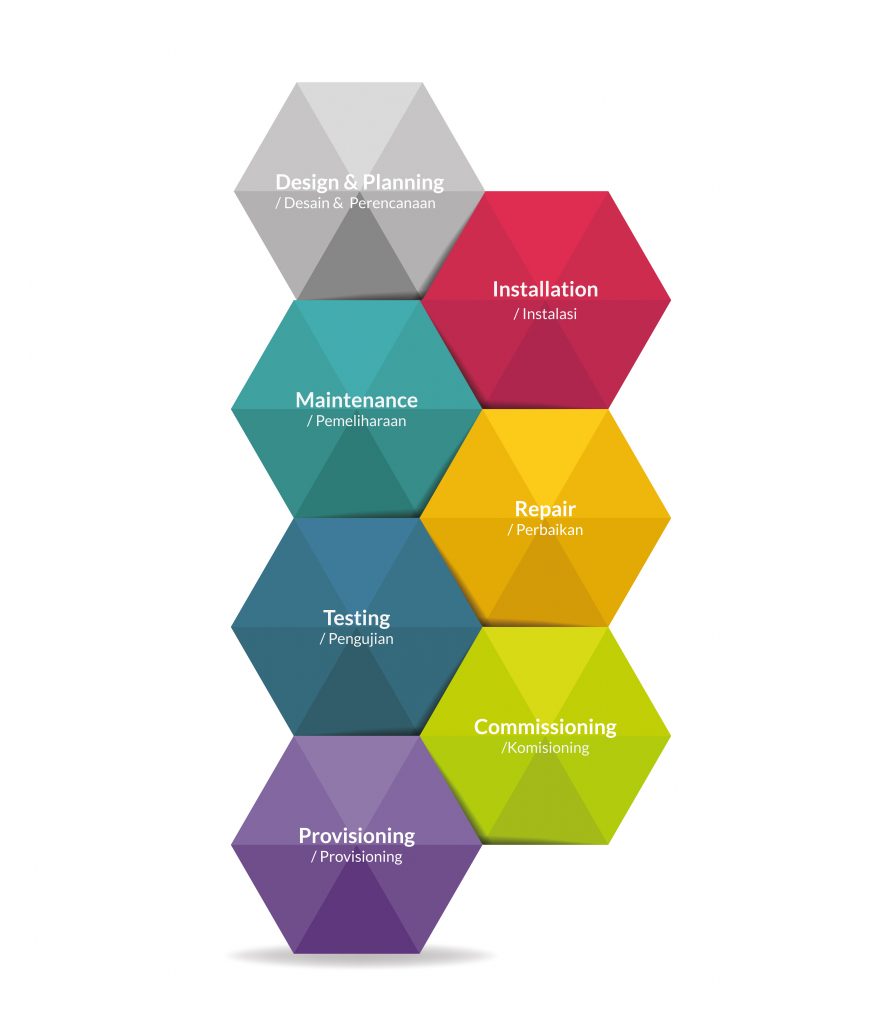 Design & Planning
/ Desain & Perencanaan
Installation
/ Instalasi
Maintenance
/ Pemeliharaan
Repair
/ Perbaikan
Testing
/ Pengujian
Commissioning
/Komisioning
Provisioning
/ Provisioning